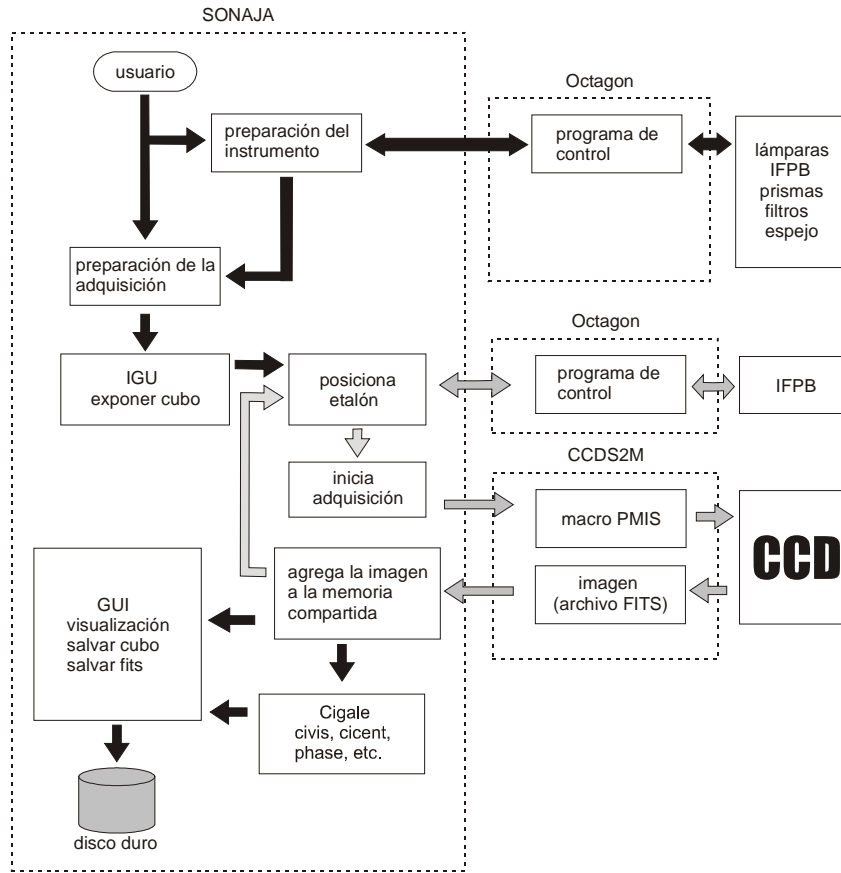 SONAJA
usuario
preparación del
instrumento
Octagon
programa de
control
lámparas
IFPB
prismas
filtros
espejo
preparación de la
adquisición
IGU
exponer cubo
posiciona
etalón
Octagon
programa de
control
IFPB
inicia
adquisición
CCDS2M
macro PMIS
CCD
imagen
(archivo FITS)
agrega la imagen
a la memoria
compartida
GUI
visualización
salvar cubo
salvar fits
Cigale
civis, cicent,
phase, etc.
disco duro